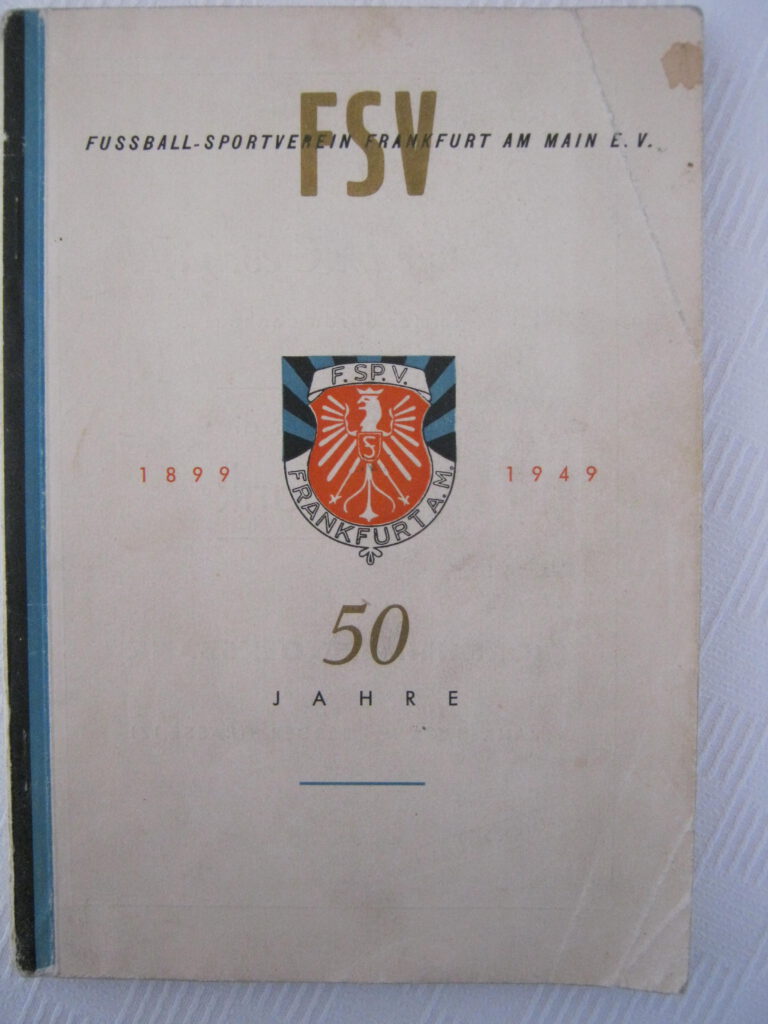 FSV
FUSSBALL-SPORTVEREIN FRANKFURT AM MAIN E. V.
F. SP. V.
1899
1949
FRANKFURT A. M.
50
JAHRE